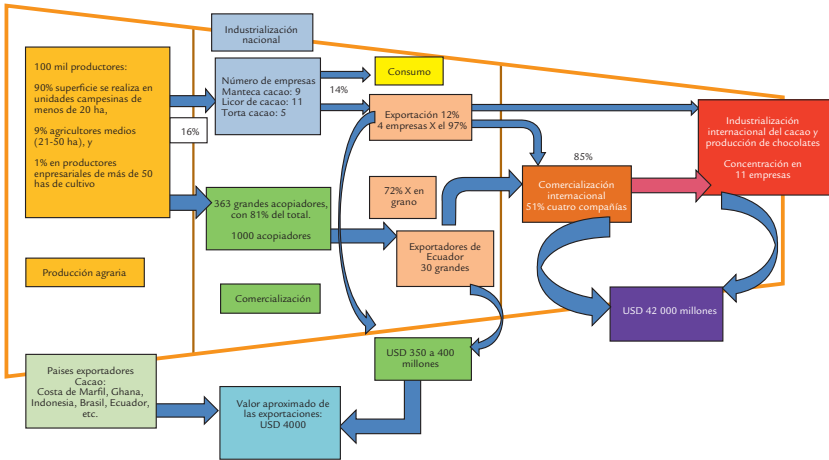 Industrialización
nacional
100 mil productores:
90% superficie se realiza en
unidades campesinas de
menos de 20 ha,
9% agricultores medios
(21-50 ha), y
1% en productores
enpresariales de más de 50
has de cultivo
16%
Número de empresas
Manteca cacao: 9
Licor de cacao: 11
Torta cacao: 5
14%
Consumo
Exportación 12%
4 empresas X el 97%
Industrialización
internacional del cacao y
producción de chocolates
Concentración en
11 empresas
85%
Comercialización
internacional
51% cuatro compañías
72% X en
grano
363 grandes acopiadores,
con 81% del total.
1000 acopiadores
Exportadores de
Ecuador
30 grandes
Producción agraria
Comercialización
USD 42 000 millones
USD 350 a 400
millones
Paises exportadores
Cacao:
Costa de Marfil, Ghana,
Indonesia, Brasil, Ecuador,
etc.
Valor aproximado de
las exportaciones:
USD 4000